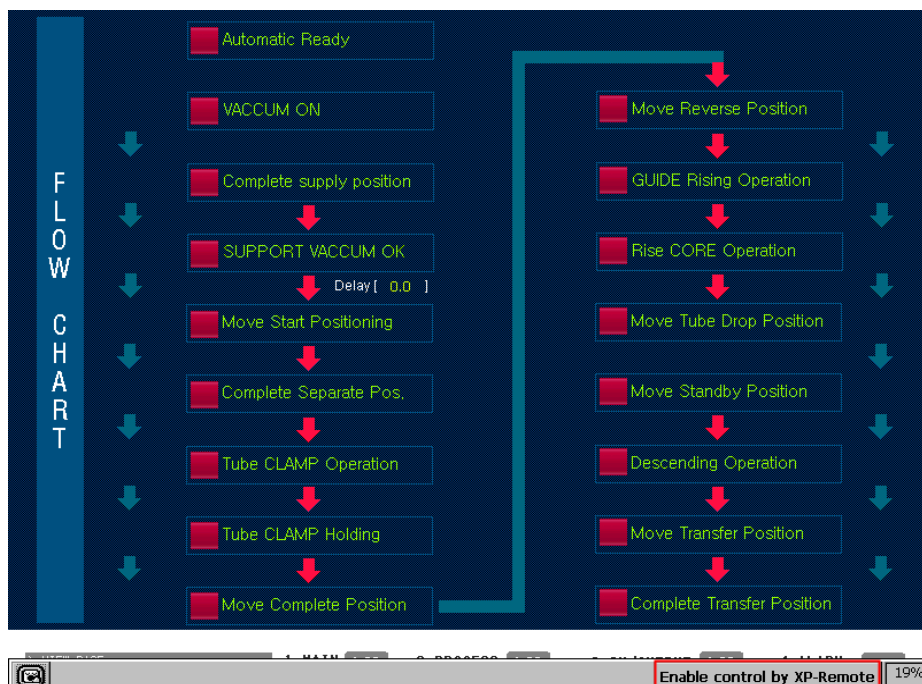 FLOW CHART
Automatic Ready
VACCUM ON
Complete supply position
SUPPORT VACCUM OK
Delay [ 0.0 ]
Move Start Positioning
Complete Separate Pos.
Tube CLAMP Operation
Tube CLAMP Holding
Move Complete Position
Move Reverse Position
GUIDE Rising Operation
Rise CORE Operation
Move Tube Drop Position
Move Standby Position
Descending Operation
Move Transfer Position
Complete Transfer Position
Enable control by XP-Remote
19%